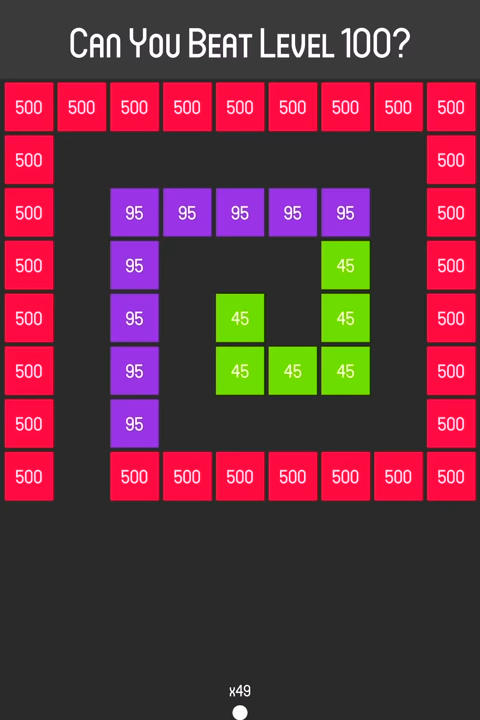 Can You Beat Level 100?
500 500 500 500 500 500 500 500 500
500 500
500 95 95 95 95 95 500
500 95 45 500
500 95 45 45 500
500 95 45 45 45 500
500 95 500
500 500 500 500 500 500 500 500
x49